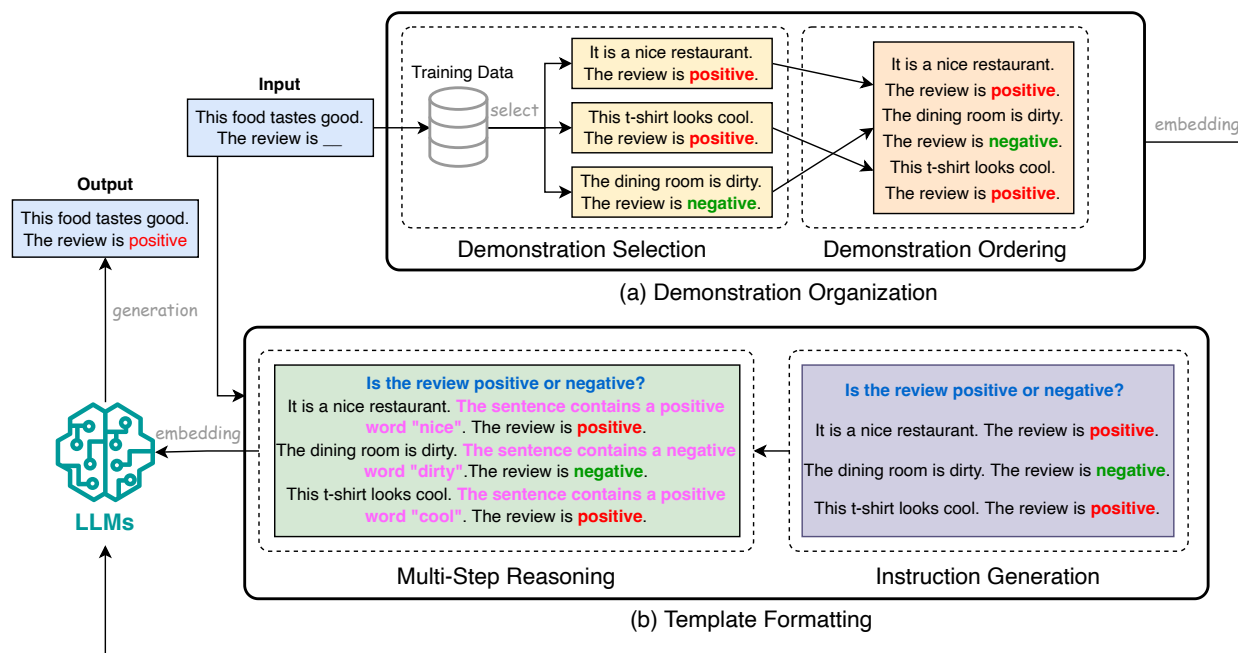 Input
This food tastes good.
The review is __
Output
This food tastes good.
The review is positive
generation
LLMs
embedding
Training Data
select
It is a nice restaurant.
The review is positive.
This t-shirt looks cool.
The review is positive.
The dining room is dirty.
The review is negative.
Demonstration Selection
It is a nice restaurant.
The review is positive.
The dining room is dirty.
The review is negative.
This t-shirt looks cool.
The review is positive.
Demonstration Ordering
embedding
(a) Demonstration Organization
Is the review positive or negative?
It is a nice restaurant. The sentence contains a positive
word "nice". The review is positive.
The dining room is dirty. The sentence contains a negative
word "dirty".The review is negative.
This t-shirt looks cool. The sentence contains a positive
word "cool". The review is positive.
Multi-Step Reasoning
Is the review positive or negative?
It is a nice restaurant. The review is positive.
The dining room is dirty. The review is negative.
This t-shirt looks cool. The review is positive.
Instruction Generation
(b) Template Formatting